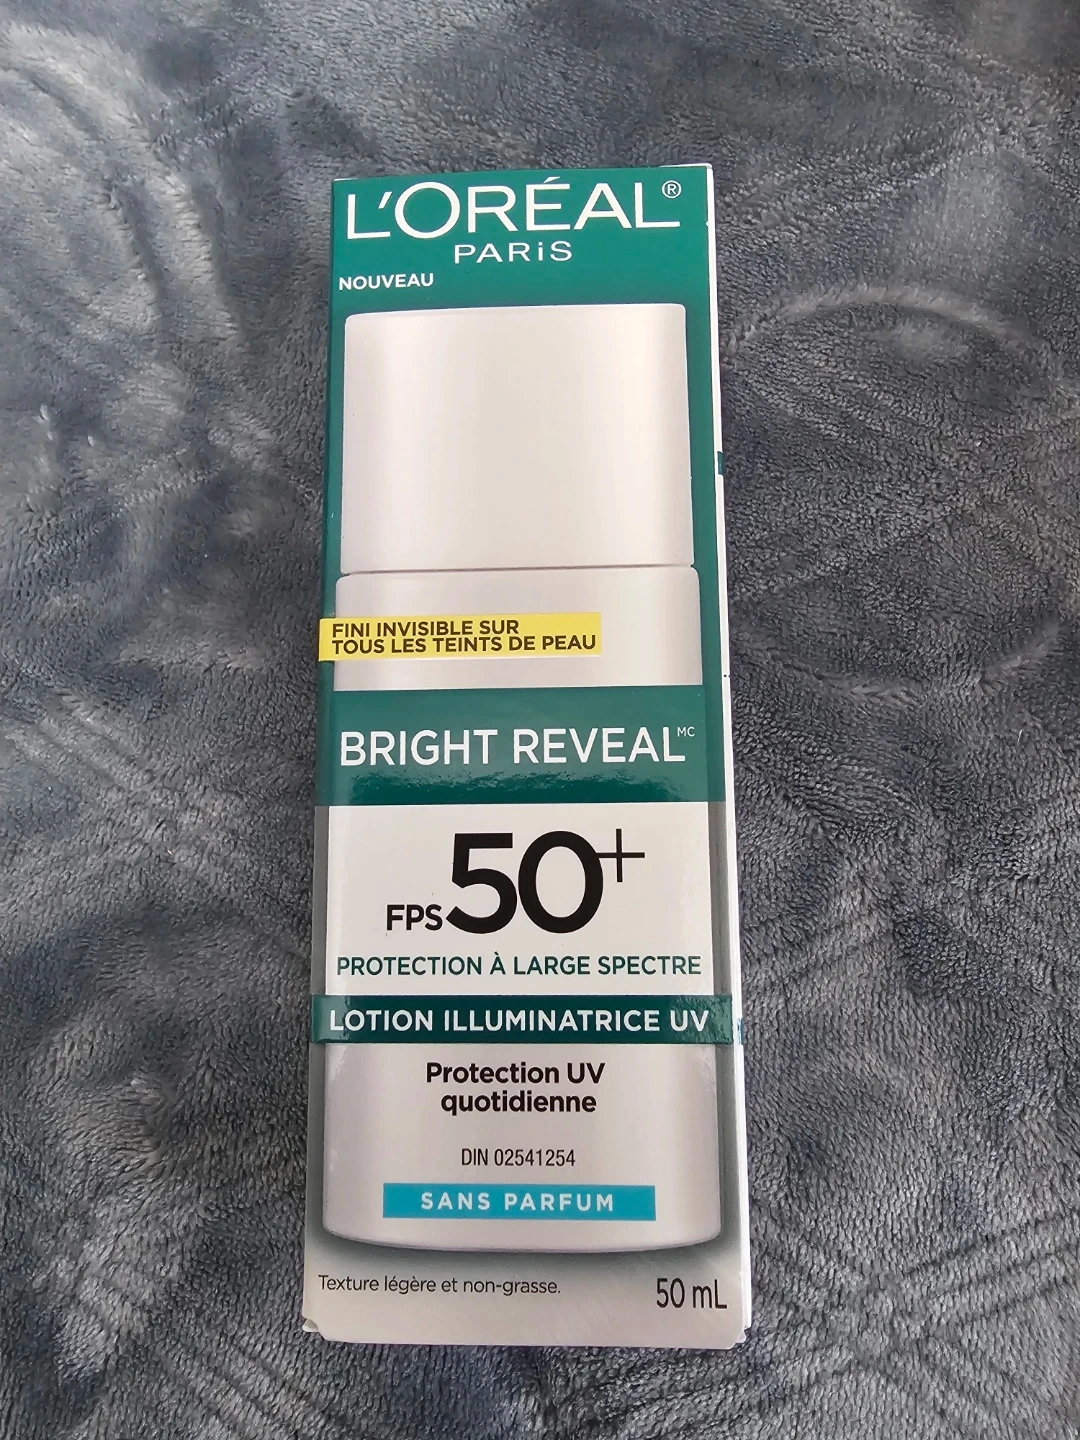 L'ORÉAL®
PARiS
NOUVEAU
FINI INVISIBLE SUR
TOUS LES TEINTS DE PEAU
BRIGHT REVEAL MC
FPS 50+
PROTECTION À LARGE SPECTRE
LOTION ILLUMINATRICE UV
Protection UV
quotidienne
DIN 02541254
SANS PARFUM
Texture légère et non-grasse.
50 mL